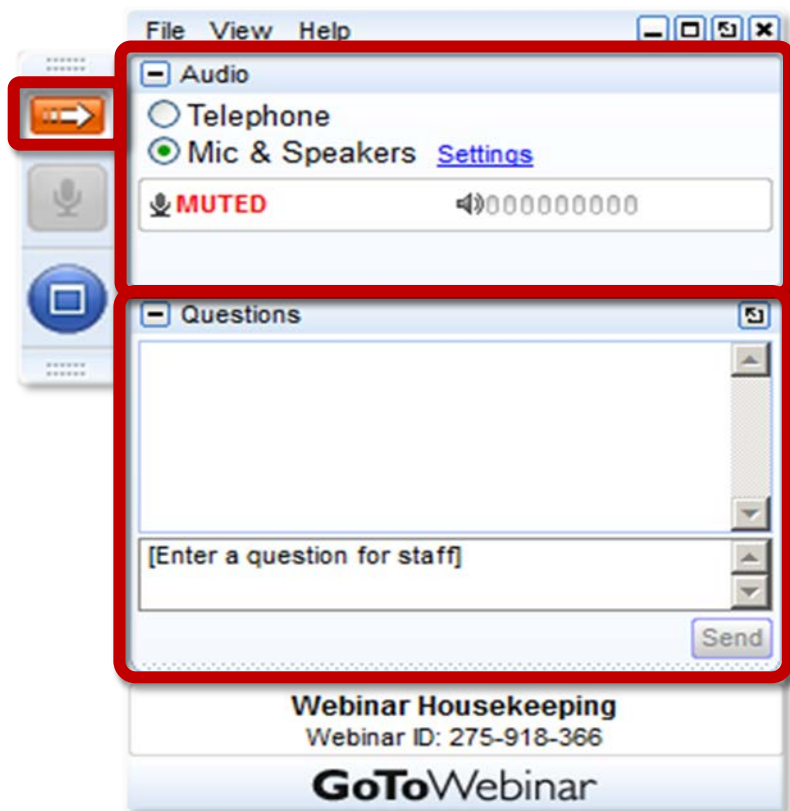 File View Help
Audio
Telephone
Mic & Speakers Settings
MUTED 000000000
Questions
[Enter a question for staff]
Send
Webinar Housekeeping
Webinar ID: 275-918-366
GoToWebinar